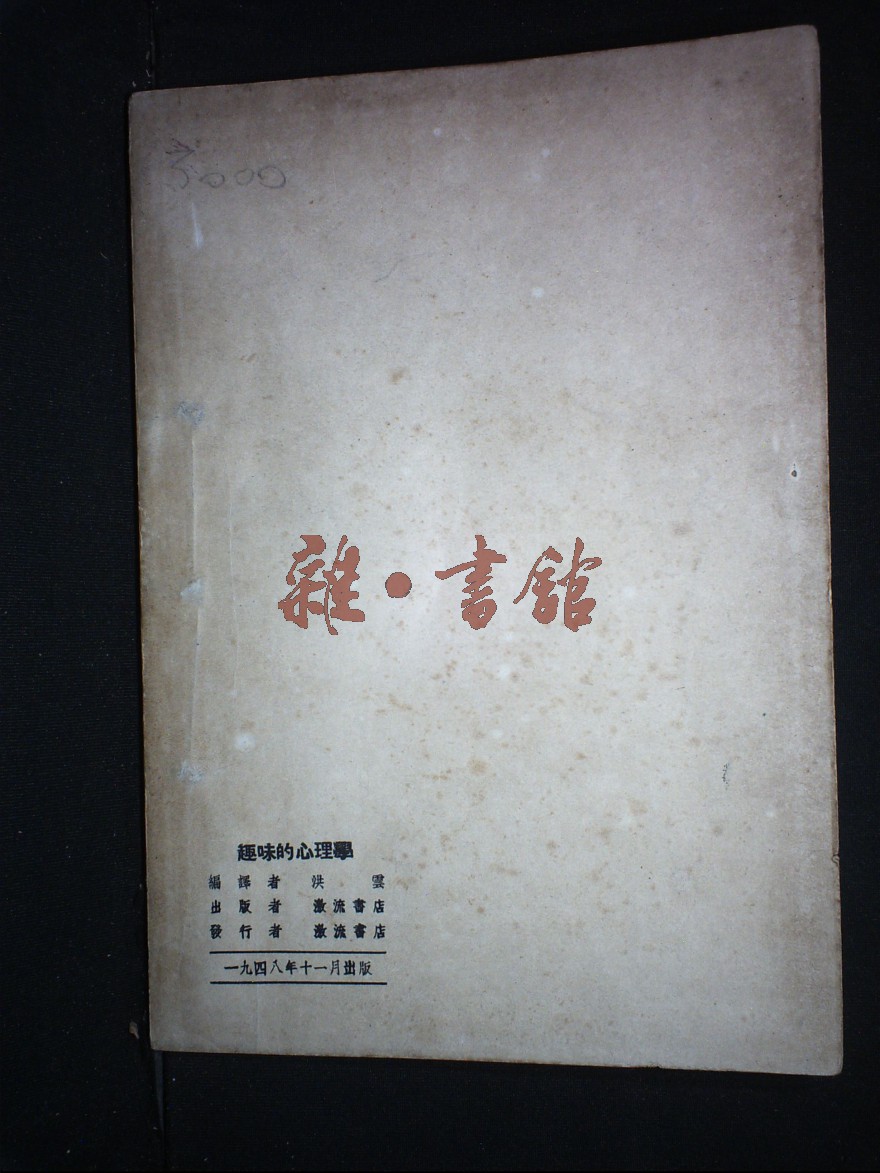 5000
雜·書館
趣味的心理學
編譯者 洪雲
出版者 激流書店
發行者 激流書店
一九四八年十一月出版